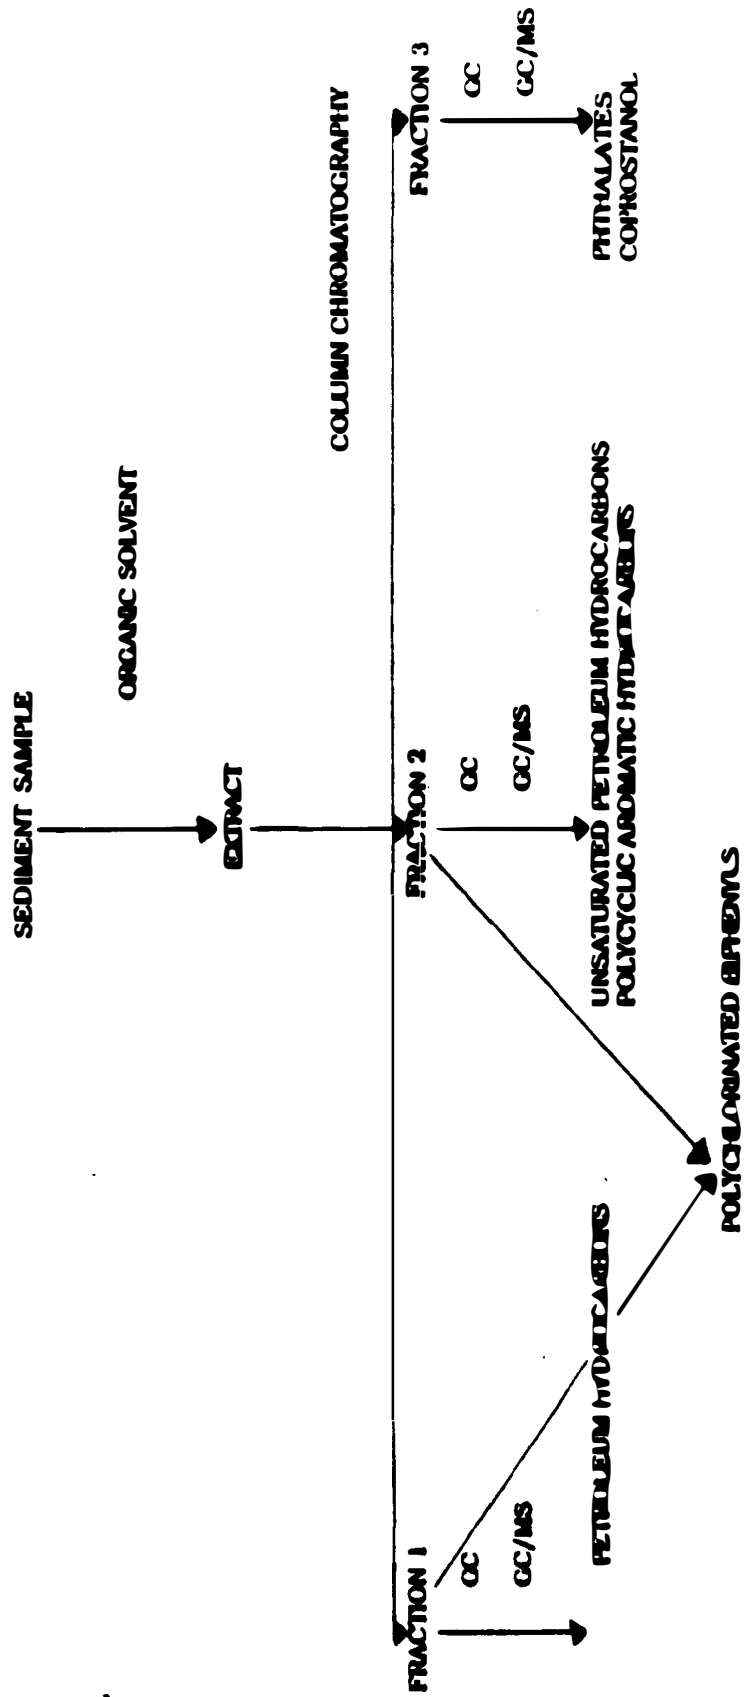 SEDIMENT SAMPLE
ORGANIC SOLVENT
EXTRACT
COLUMN CHROMATOGRAPHY
FRACTION 1
FRACTION 2
FRACTION 3
GC
GC
GC
GC/MS
GC/MS
GC/MS
PETROLEUM HYDROCARBONS
UNSATURATED PETROLEUM HYDROCARBONS
POLYCYCLIC AROMATIC HYDROCARBONS
PHTHALATES
COPROSTANOL
POLYCHLORINATED BIPHENYLS